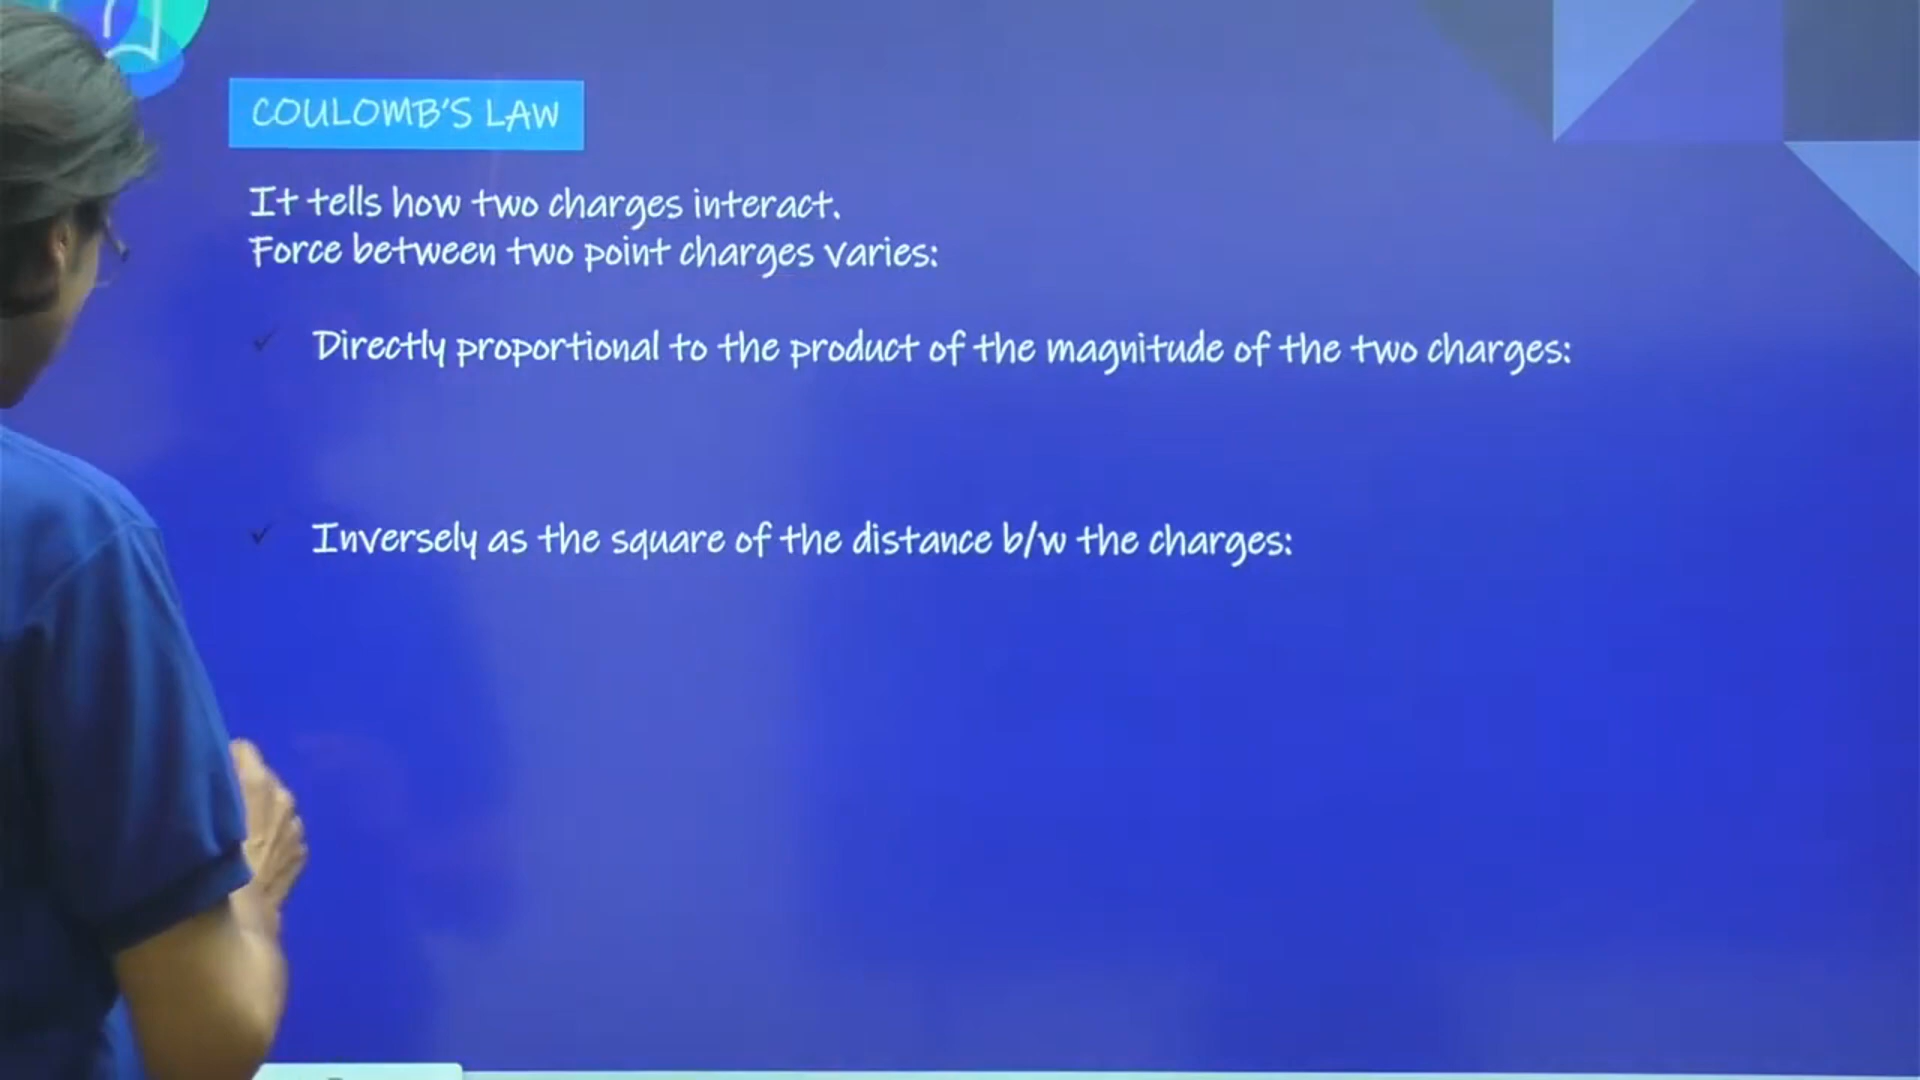 COULOMB'S LAW
It tells how two charges interact.
Force between two point charges varies:
Directly proportional to the product of the magnitude of the two charges:
Inversely as the square of the distance b/w the charges: